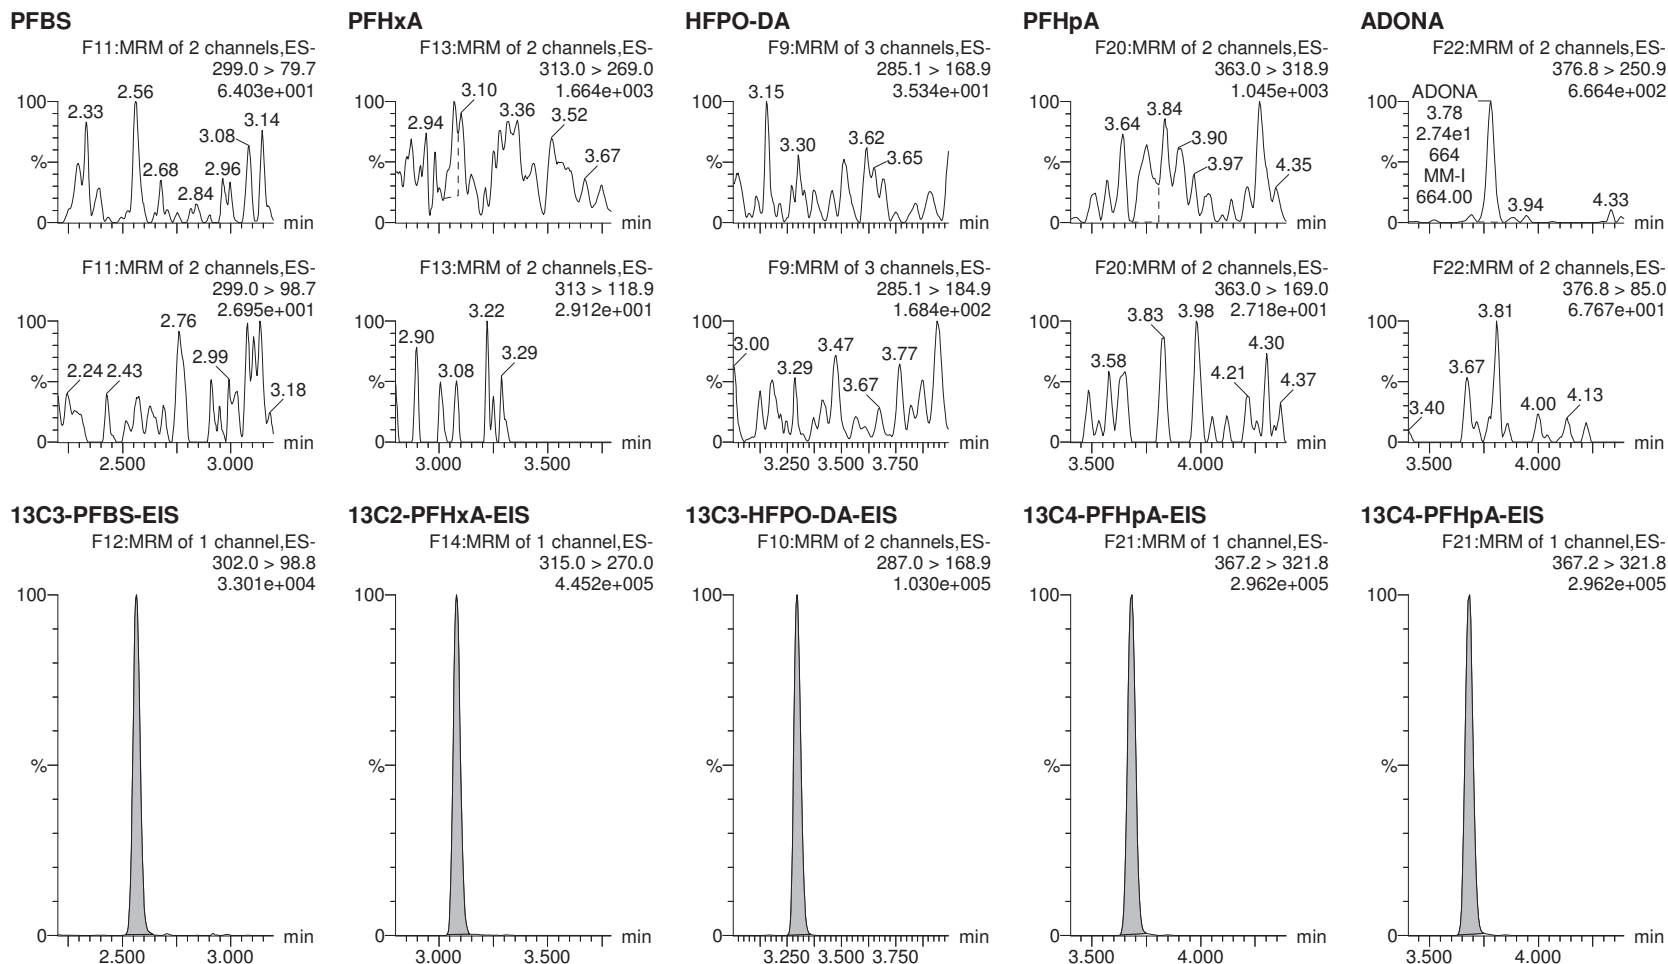 PFBS
F11:MRM of 2 channels,ES-
299.0 > 79.7
6.403e+001
100
%
0
2.33
2.56
2.68
2.84
2.96
3.08
3.14
min
F11:MRM of 2 channels,ES-
299.0 > 98.7
2.695e+001
100
%
0
2.24
2.43
2.76
2.99
3.18
min
2.500
3.000
PFHxA
F13:MRM of 2 channels,ES-
313.0 > 269.0
1.664e+003
100
%
0
2.94
3.10
3.36
3.52
3.67
min
F13:MRM of 2 channels,ES-
313 > 118.9
2.912e+001
100
%
0
2.90
3.08
3.22
3.29
min
3.000
3.500
HFPO-DA
F9:MRM of 3 channels,ES-
285.1 > 168.9
3.534e+001
100
%
0
3.15
3.30
3.62
3.65
min
F9:MRM of 3 channels,ES-
285.1 > 184.9
1.684e+002
100
%
0
3.00
3.29
3.47
3.67
3.77
min
3.250
3.500
3.750
PFHpA
F20:MRM of 2 channels,ES-
363.0 > 318.9
1.045e+003
100
%
0
3.64
3.84
3.90
3.97
4.35
min
F20:MRM of 2 channels,ES-
363.0 > 169.0
2.718e+001
100
%
0
3.58
3.83
3.98
4.21
4.30
4.37
min
3.500
4.000
ADONA
F22:MRM of 2 channels,ES-
376.8 > 250.9
6.664e+002
100
%
0
ADONA
3.78
2.74e1
664
MM-I
664.00
3.94
4.33
min
F22:MRM of 2 channels,ES-
376.8 > 85.0
6.767e+001
100
%
0
3.40
3.67
3.81
4.00
4.13
min
3.500
4.000
13C3-PFBS-EIS
F12:MRM of 1 channel,ES-
302.0 > 98.8
3.301e+004
100
%
0
min
2.500
3.000
13C2-PFHxA-EIS
F14:MRM of 1 channel,ES-
315.0 > 270.0
4.452e+005
100
%
0
min
3.000
3.500
13C3-HFPO-DA-EIS
F10:MRM of 2 channels,ES-
287.0 > 168.9
1.030e+005
100
%
0
min
3.250
3.500
3.750
13C4-PFHpA-EIS
F21:MRM of 1 channel,ES-
367.2 > 321.8
2.962e+005
100
%
0
min
3.500
4.000
13C4-PFHpA-EIS
F21:MRM of 1 channel,ES-
367.2 > 321.8
2.962e+005
100
%
0
min
3.500
4.000